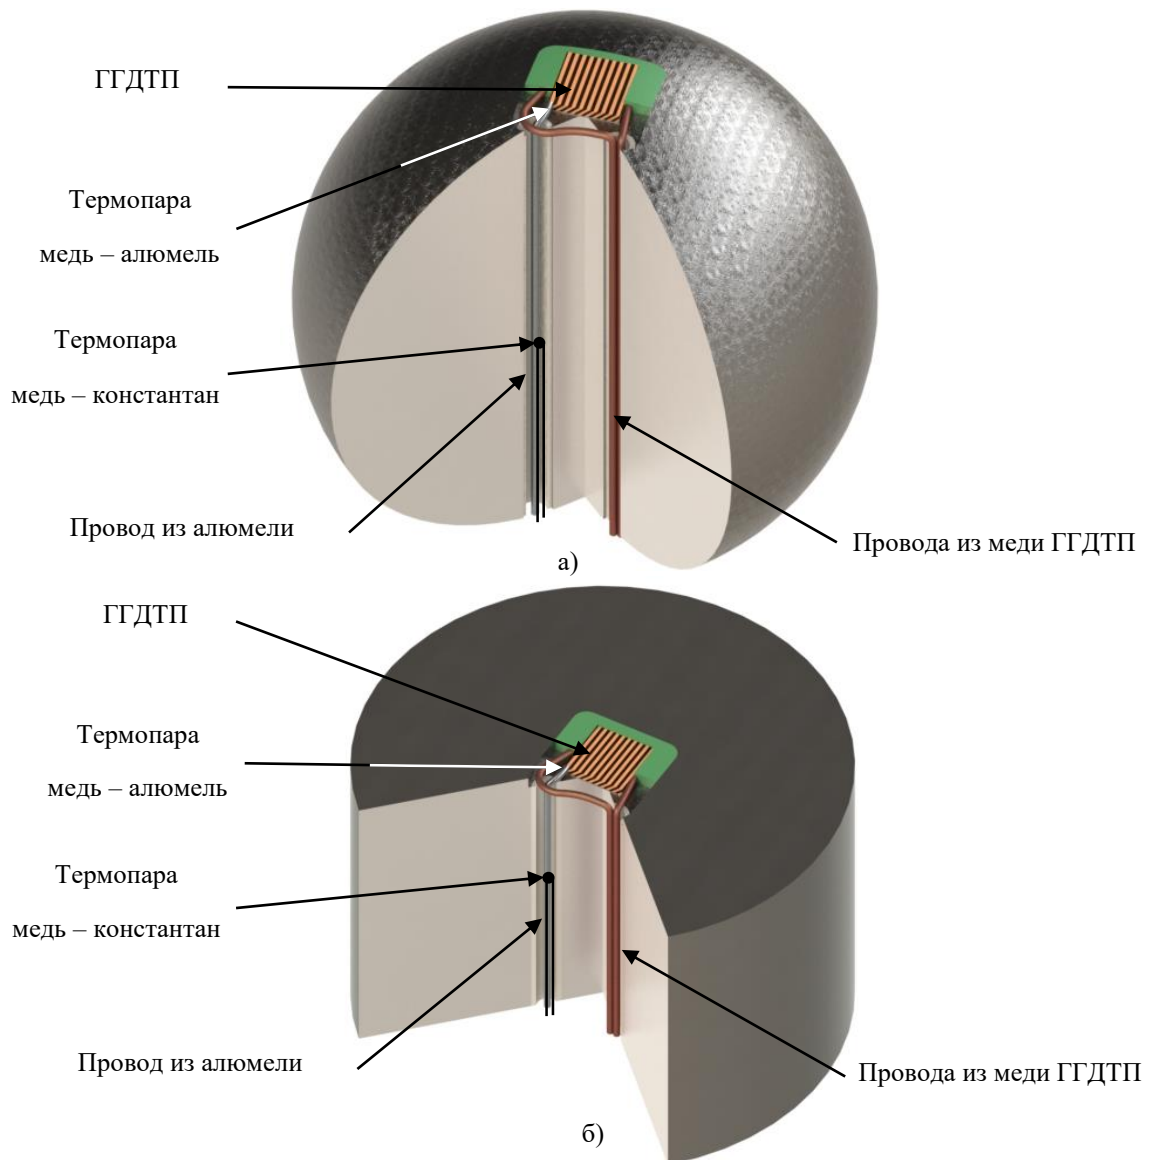 ГГДТП
Термопара
медь – алюмель
Термопара
медь – константан
Провод из алюмели
Провода из меди ГГДТП
а)
ГГДТП
Термопара
медь – алюмель
Термопара
медь – константан
Провод из алюмели
Провода из меди ГГДТП
б)